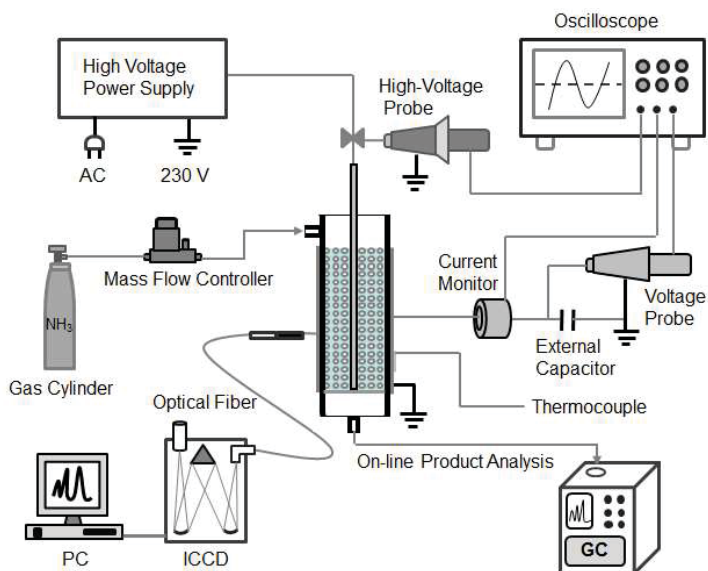 Oscilloscope
High Voltage
Power Supply
High-Voltage
Probe
AC
230 V
Mass Flow Controller
Current
Monitor
Voltage
Probe
NH₃
External
Capacitor
Gas Cylinder
Optical Fiber
Thermocouple
On-line Product Analysis
GC
PC
ICCD